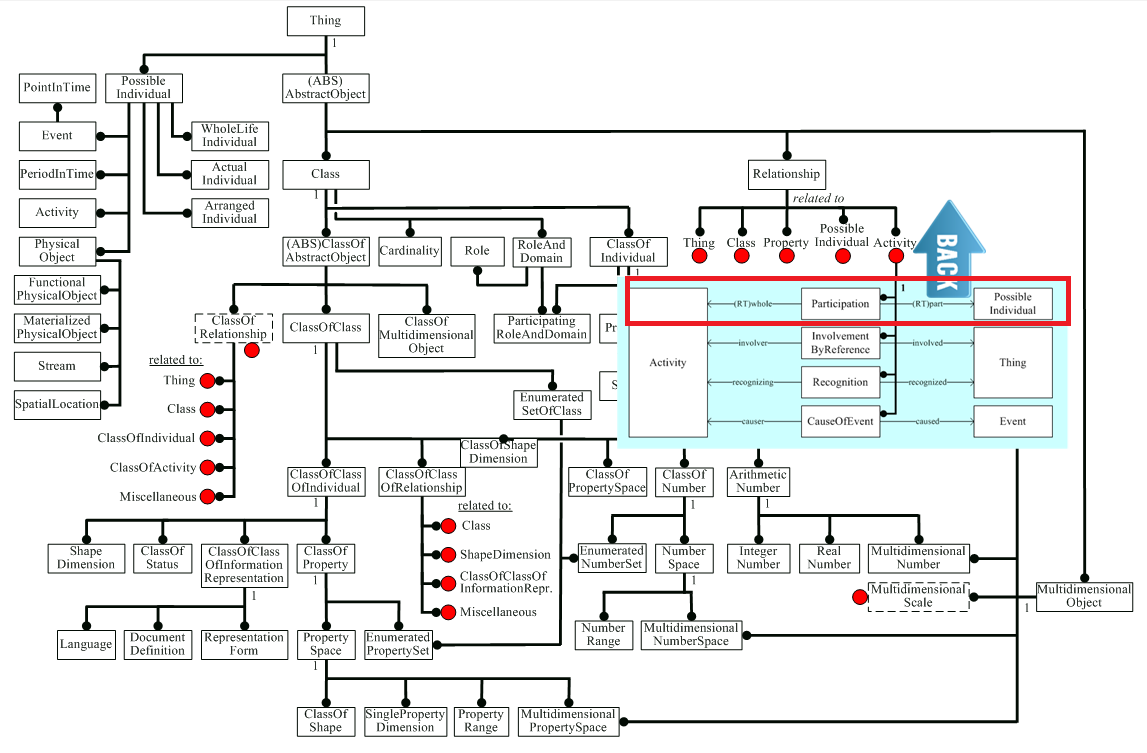 Thing
1
Possible
Individual
(ABS)
AbstractObject
PointInTime
Event
PeriodInTime
Activity
Physical
Object
WholeLife
Individual
Actual
Individual
Arranged
Individual
Functional
PhysicalObject
Materialized
PhysicalObject
Stream
SpatialLocation
Class
1
Relationship
related to
Thing
Class
Property
Possible
Individual
Activity
1
BACK
(ABS)ClassOf
AbstractObject
Cardinality
Role
RoleAnd
Domain
ClassOf
Individual
ClassOf
Relationship
ClassOfClass
1
ClassOf
Multidimensional
Object
Participating
RoleAndDomain
Pr
S
Activity
(RT)whole
Participation
(RT)part
Possible
Individual
involver
Involvement
ByReference
involved
Thing
recognizing
Recognition
recognized
causer
CauseOfEvent
caused
Event
related to:
Thing
Class
ClassOfIndividual
ClassOfActivity
Miscellaneous
Enumerated
SetOfClass
ClassOfShape
Dimension
ClassOfClass
OfIndividual
1
ClassOfClass
OfRelationship
ClassOf
PropertySpace
ClassOf
Number
1
Arithmetic
Number
1
related to:
Class
ShapeDimension
ClassOfClassOf
InformationRepr.
Miscellaneous
Shape
Dimension
ClassOf
Status
ClassOfClass
OfInformation
Representation
1
ClassOf
Property
1
Enumerated
NumberSet
Number
Space
1
Integer
Number
Real
Number
Multidimensional
Number
Multidimensional
Scale
1
Multidimensional
Object
Language
Document
Definition
Representation
Form
Property
Space
1
Enumerated
PropertySet
Number
Range
Multidimensional
NumberSpace
ClassOf
Shape
SingleProperty
Dimension
Property
Range
Multidimensional
PropertySpace